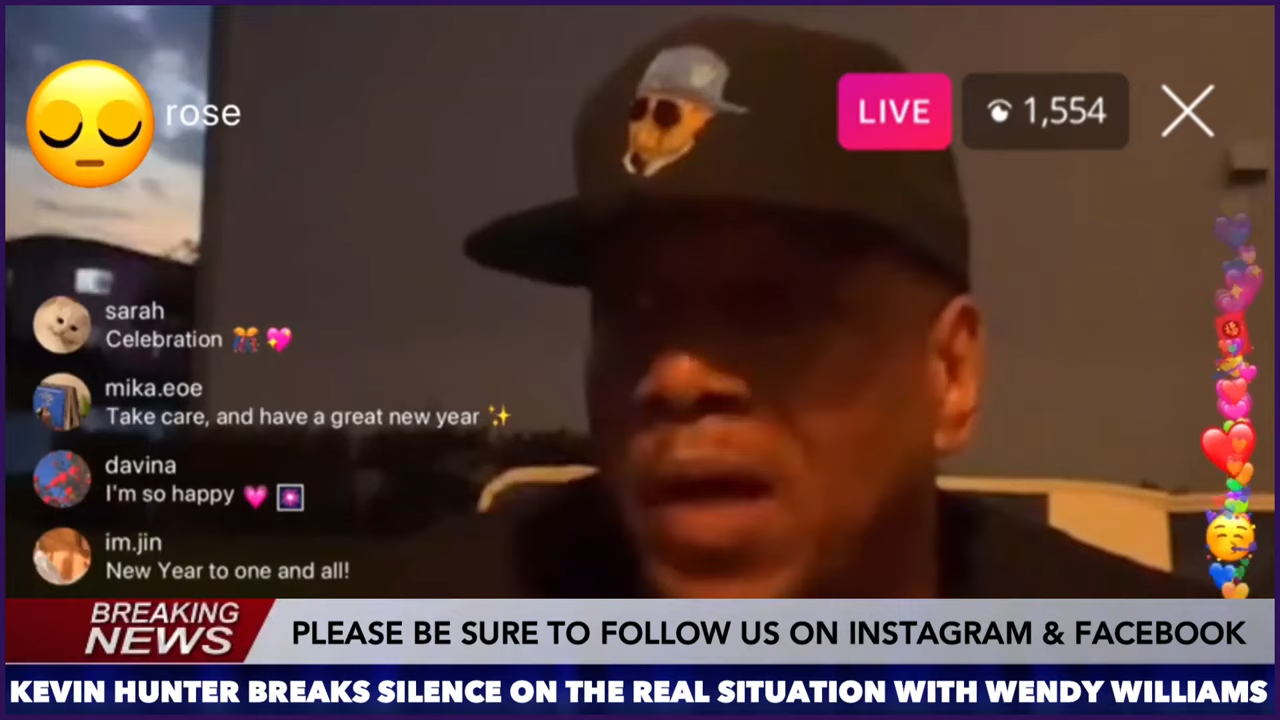 rose
LIVE
1,554
sarah
Celebration
mika.eoe
Take care, and have a great new year
davina
I'm so happy
im.jin
New Year to one and all!
BREAKING
NEWS
PLEASE BE SURE TO FOLLOW US ON INSTAGRAM & FACEBOOK
KEVIN HUNTER BREAKS SILENCE ON THE REAL SITUATION WITH WENDY WILLIAMS